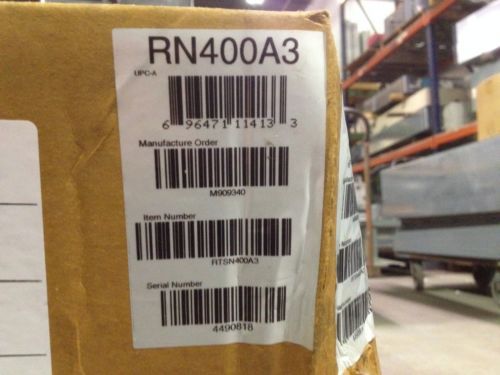 RN400A3
UPC-A
6 96471 11413 3
Manufacture Order
M909340
Item Number
RTSN400A3
Serial Number
4490818